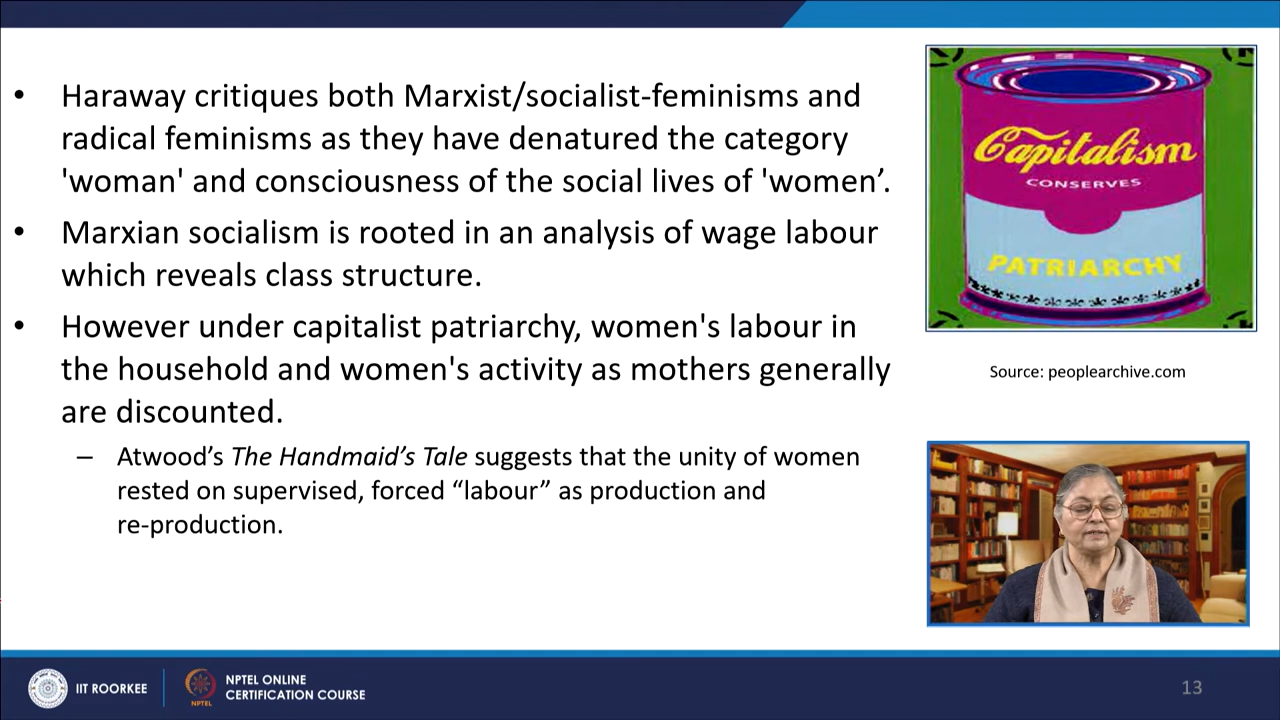 • Haraway critiques both Marxist/socialist-feminisms and
radical feminisms as they have denatured the category
'woman' and consciousness of the social lives of 'women’.
• Marxian socialism is rooted in an analysis of wage labour
which reveals class structure.
• However under capitalist patriarchy, women's labour in
the household and women's activity as mothers generally
are discounted.
– Atwood’s The Handmaid’s Tale suggests that the unity of women
rested on supervised, forced “labour” as production and
re-production.
Capitalism
CONSERVES
PATRIARCHY
Source: peoplearchive.com
IIT ROORKEE
NPTEL
NPTEL ONLINE
CERTIFICATION COURSE
13